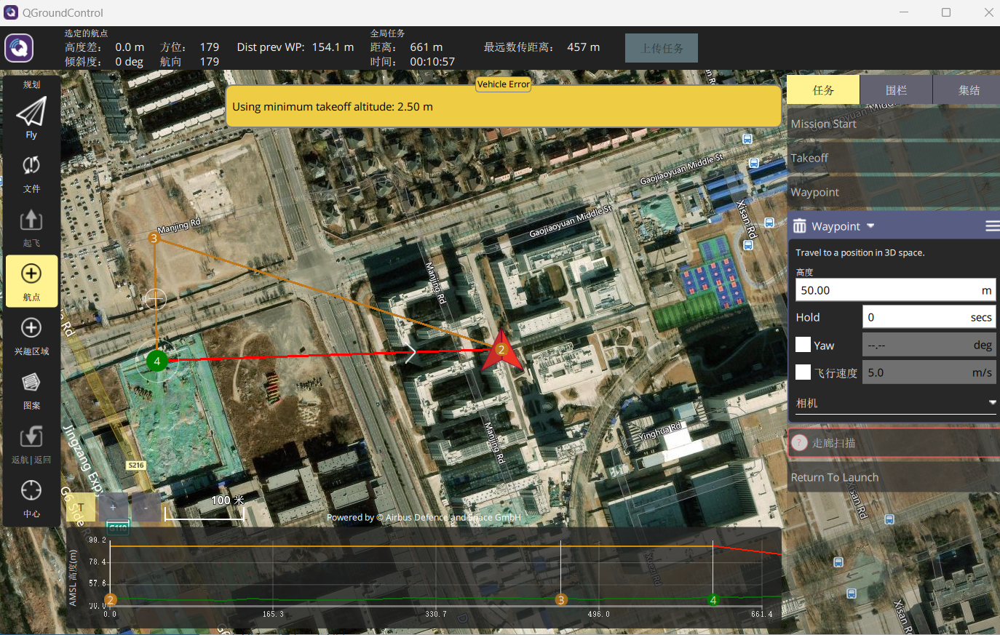 QGroundControl
选定的航点
高度差： 0.0 m 方位： 179 Dist prev WP: 154.1 m
倾斜度： 0 deg 航向 179
全局任务
距离： 661 m 最远数传距离： 457 m
时间： 00:10:57
上传任务
规划
Fly
文件
起飞
航点
兴趣区域
图案
返航|返回
中心
Vehicle Error
Using minimum takeoff altitude: 2.50 m
任务 围栏 集结
Mission Start
Takeoff
Waypoint
Waypoint
Travel to a position in 3D space.
高度
50.00 m
Hold 0 secs
Yaw --.-- deg
飞行速度 5.0 m/s
相机
? 走廊扫描
Return To Launch
Gaojiaoyuan Middle St
Gaojiaoyuan Middle St
Xisan Rd
Manjing Rd
3
Manjing Rd
2
4
Manjing Rd
Yinghua Rd
S216
Jingzang Exp
G6 Side
Xisan Rd
Xisan Rd
T + -
100 米
G110
Powered by © Airbus Defence and Space GmbH
AMSL 高度(m)
99.2
78.4
57.6
2 3 4
0.0 165.3 330.7 496.0 661.4